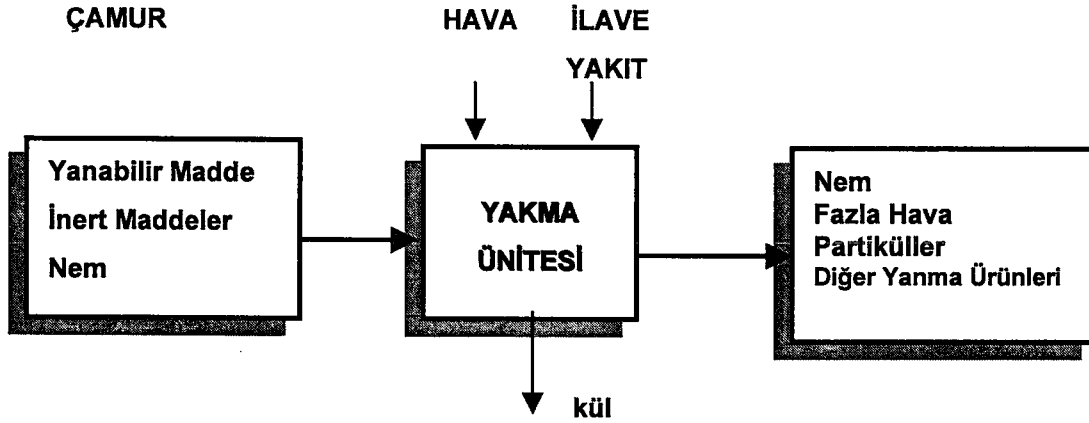 ÇAMUR
HAVA
İLAVE
YAKIT
Yanabilir Madde
İnert Maddeler
Nem
YAKMA
ÜNİTESİ
Nem
Fazla Hava
Partiküller
Diğer Yanma Ürünleri
kül